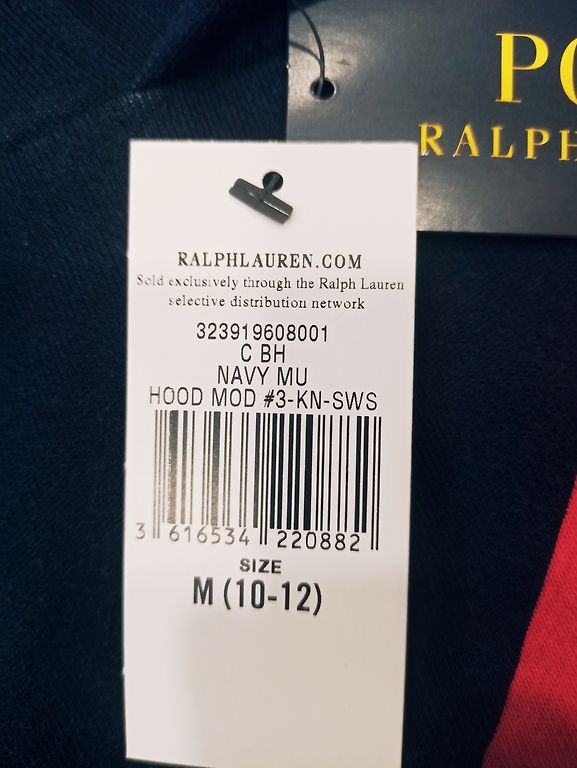 PO
RALPH
RALPHLAUREN.COM
Sold exclusively through the Ralph Lauren
selective distribution network
323919608001
C BH
NAVY MU
HOOD MOD #3-KN-SWS
3 616534 220882
SIZE
M (10-12)